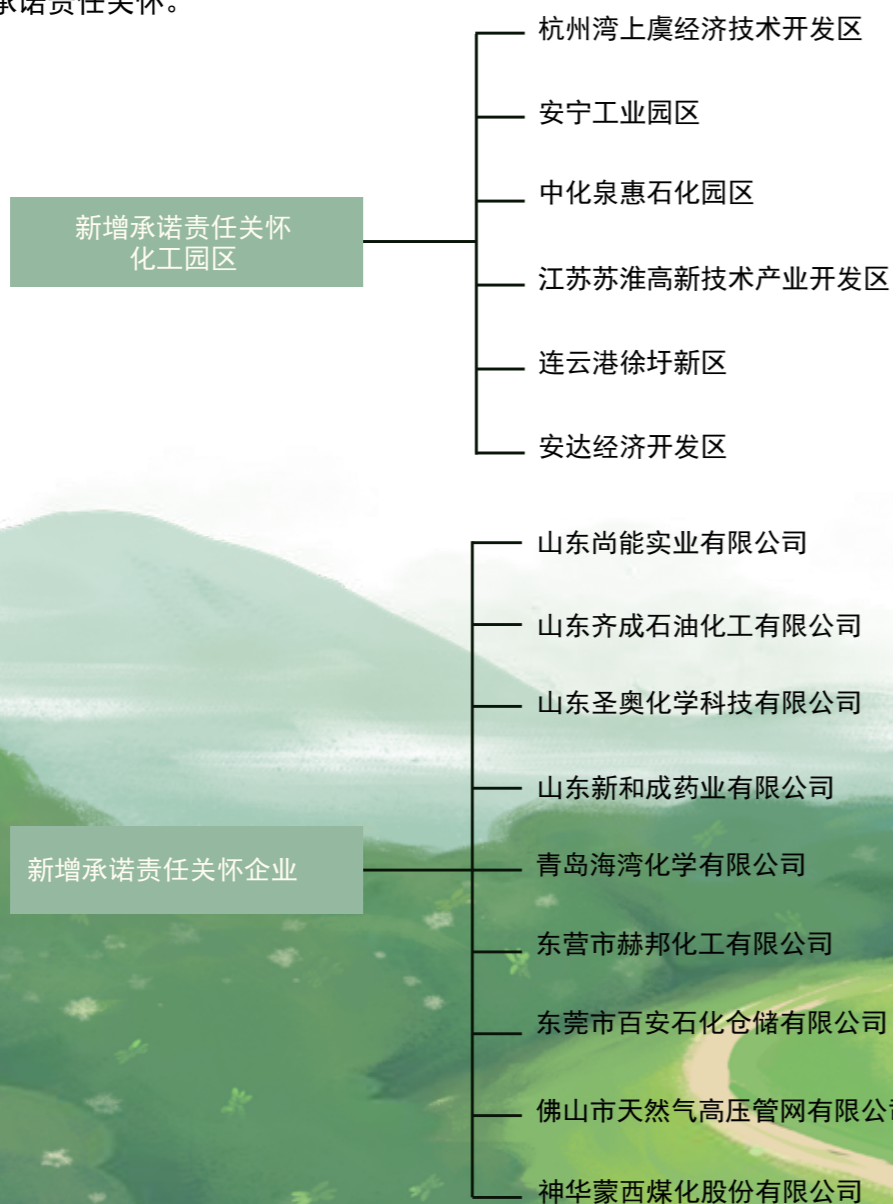 承诺责任关怀。
杭州湾上虞经济技术开发区
安宁工业园区
中化泉惠石化园区
新增承诺责任关怀
化工园区
江苏苏淮高新技术产业开发区
连云港徐圩新区
安达经济开发区
山东尚能实业有限公司
山东齐成石油化工有限公司
山东圣奥化学科技有限公司
山东新和成药业有限公司
新增承诺责任关怀企业
青岛海湾化学有限公司
东营市赫邦化工有限公司
东莞市百安石化仓储有限公司
佛山市天然气高压管网有限公司
神华蒙西煤化股份有限公司